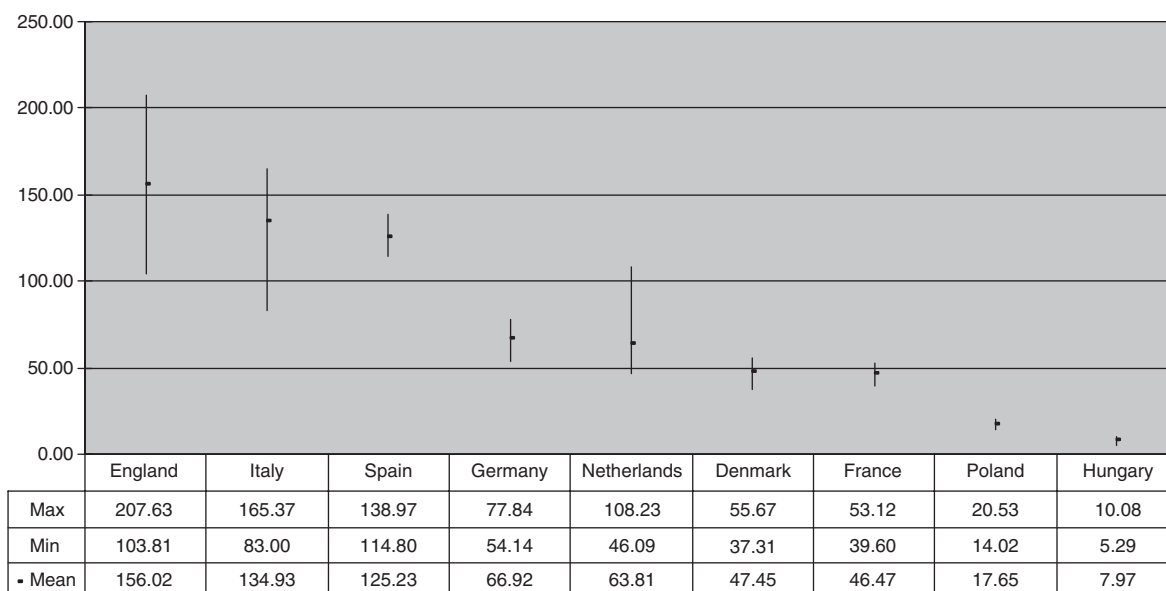 250.00
200.00
150.00
100.00
50.00
0.00
England Italy Spain Germany Netherlands Denmark France Poland Hungary
Max 207.63 165.37 138.97 77.84 108.23 55.67 53.12 20.53 10.08
Min 103.81 83.00 114.80 54.14 46.09 37.31 39.60 14.02 5.29
Mean 156.02 134.93 125.23 66.92 63.81 47.45 46.47 17.65 7.97